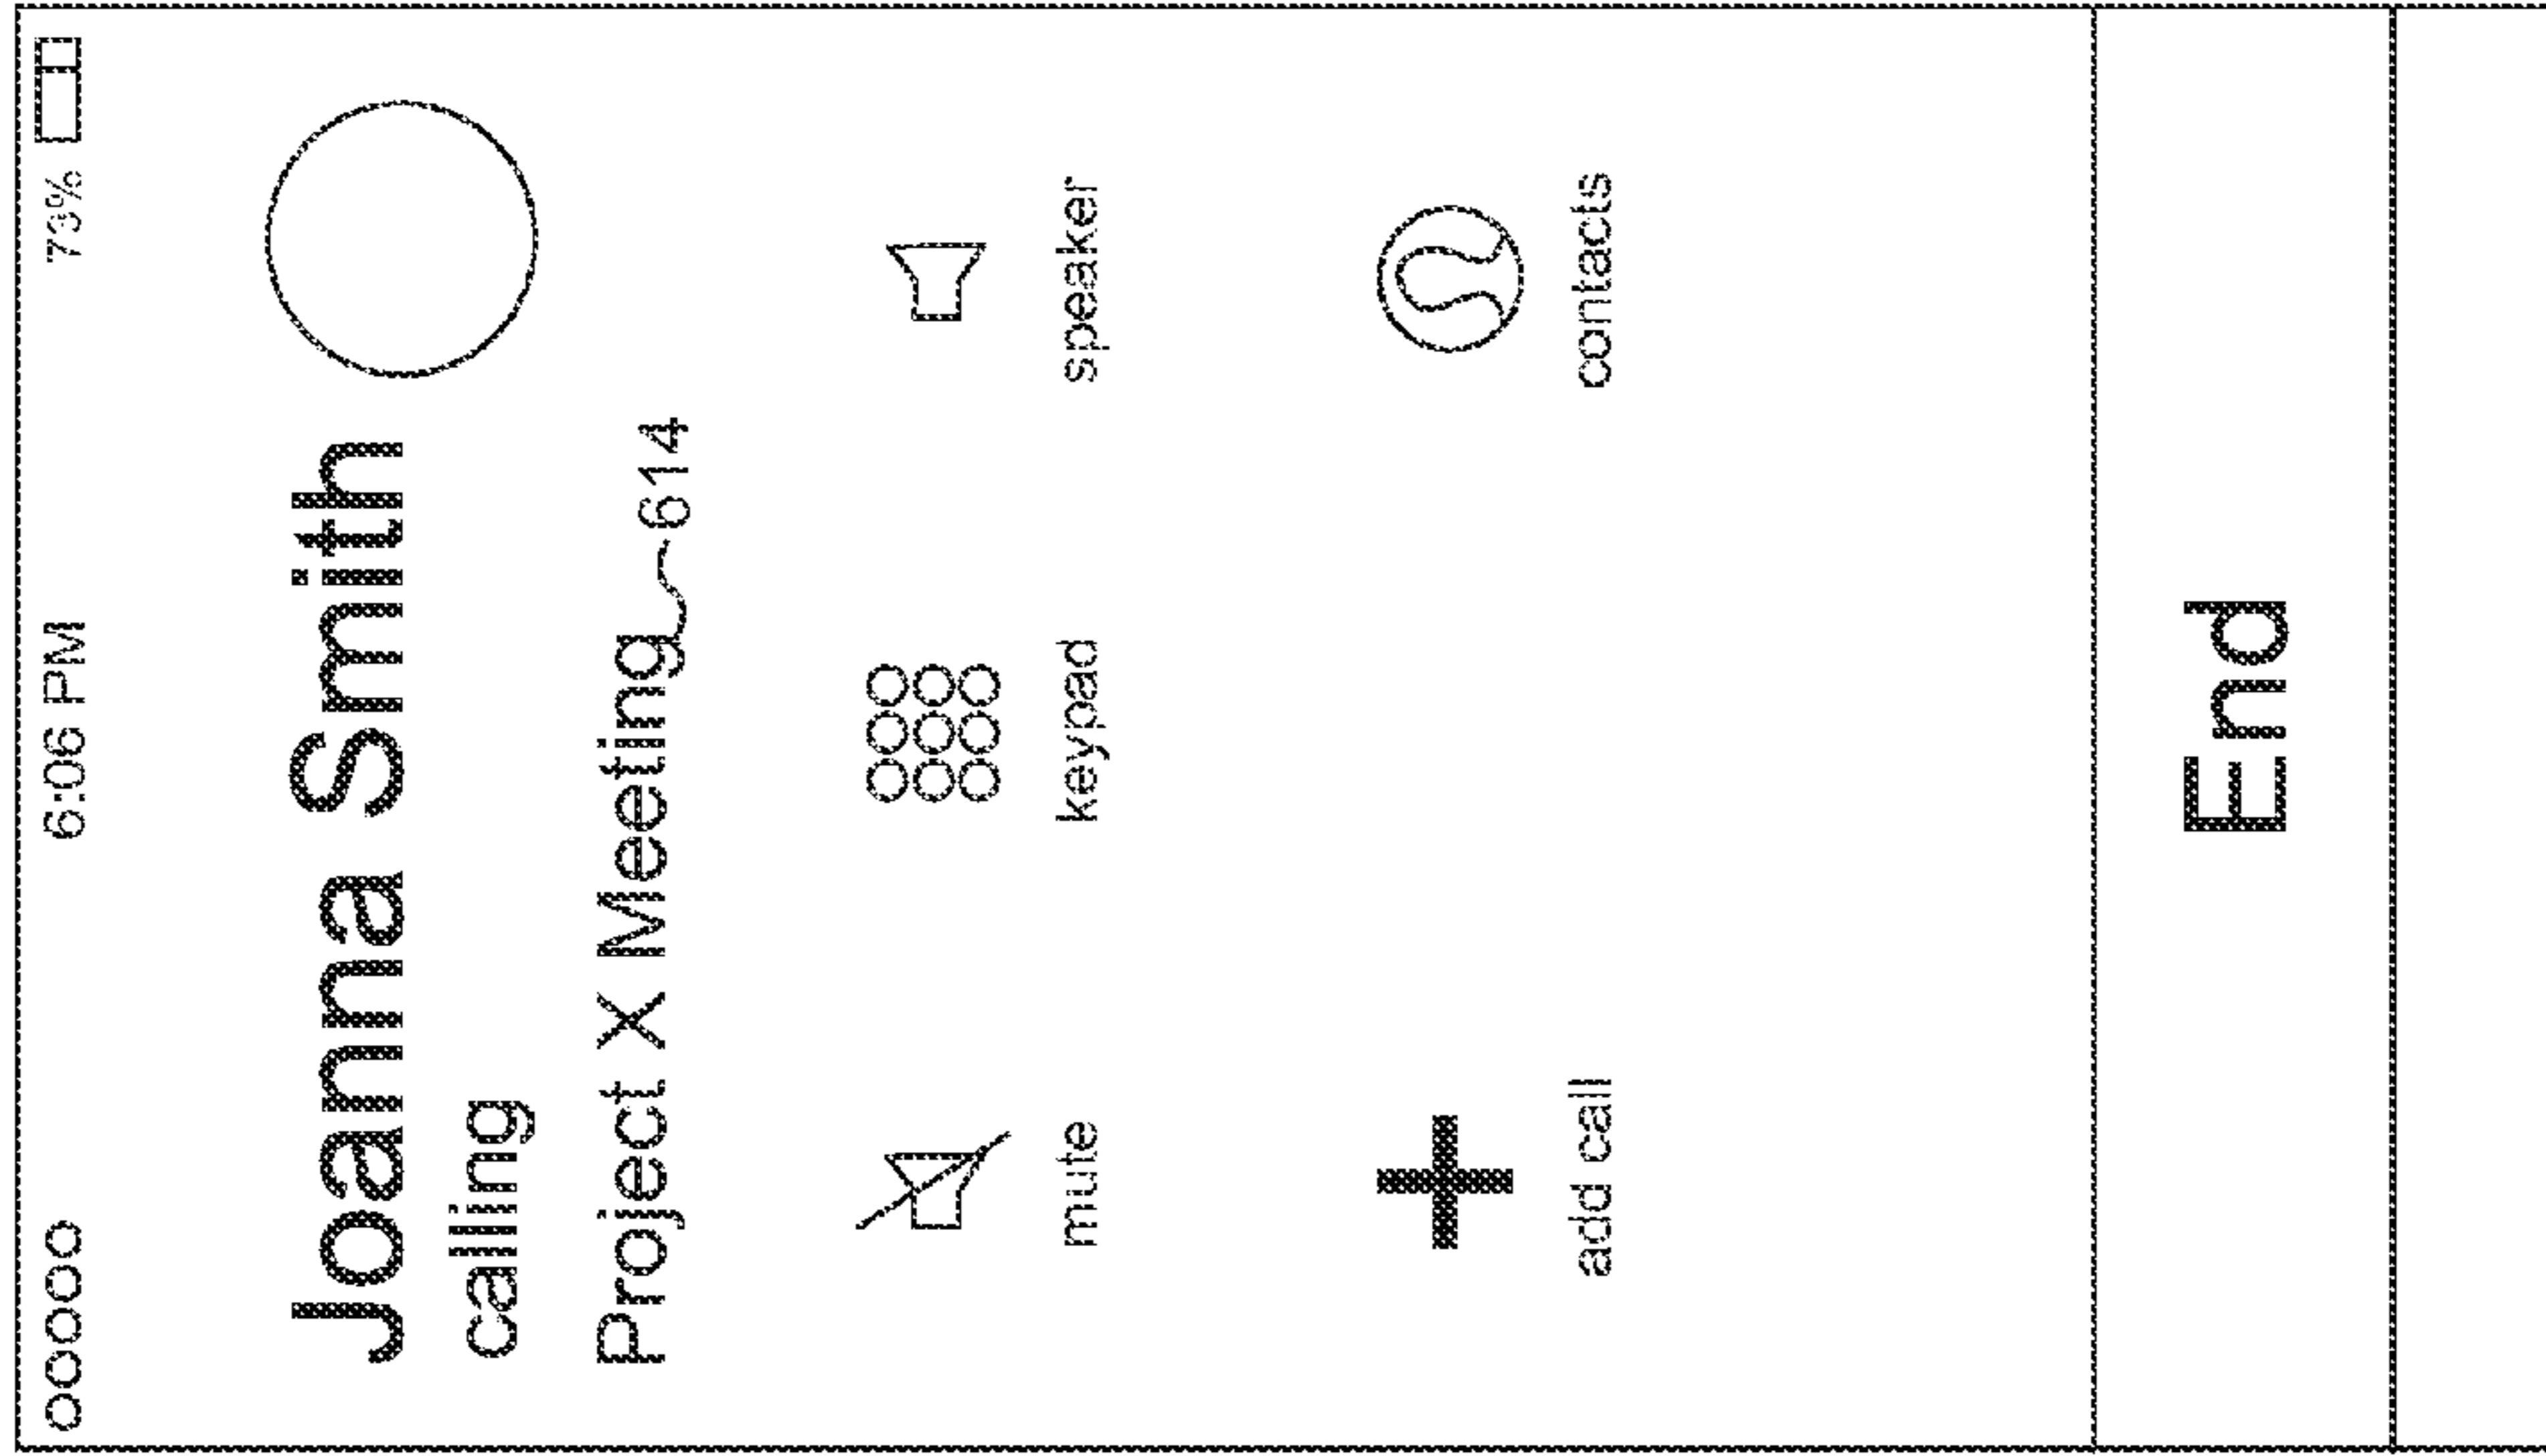 ooooo 6:06 PM 73%
Joanna Smith
calling
Project X Meeting 614
mute keypad speaker
add call contacts
End